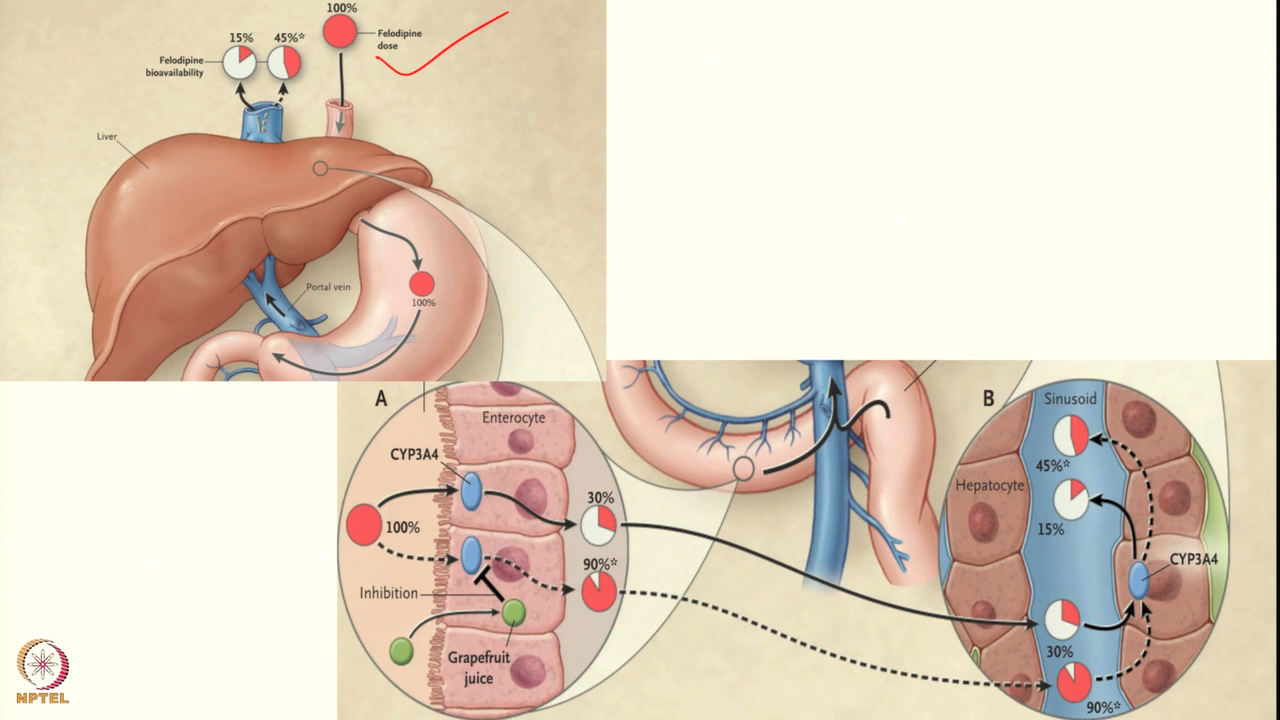 100%
15%
45%*
Felodipine
dose
Felodipine
bioavailability
Liver
Portal vein
100%
A
Enterocyte
CYP3A4
100%
30%
90%*
Inhibition
Grapefruit
juice
B
Sinusoid
45%*
Hepatocyte
15%
CYP3A4
30%
90%*
NPTEL